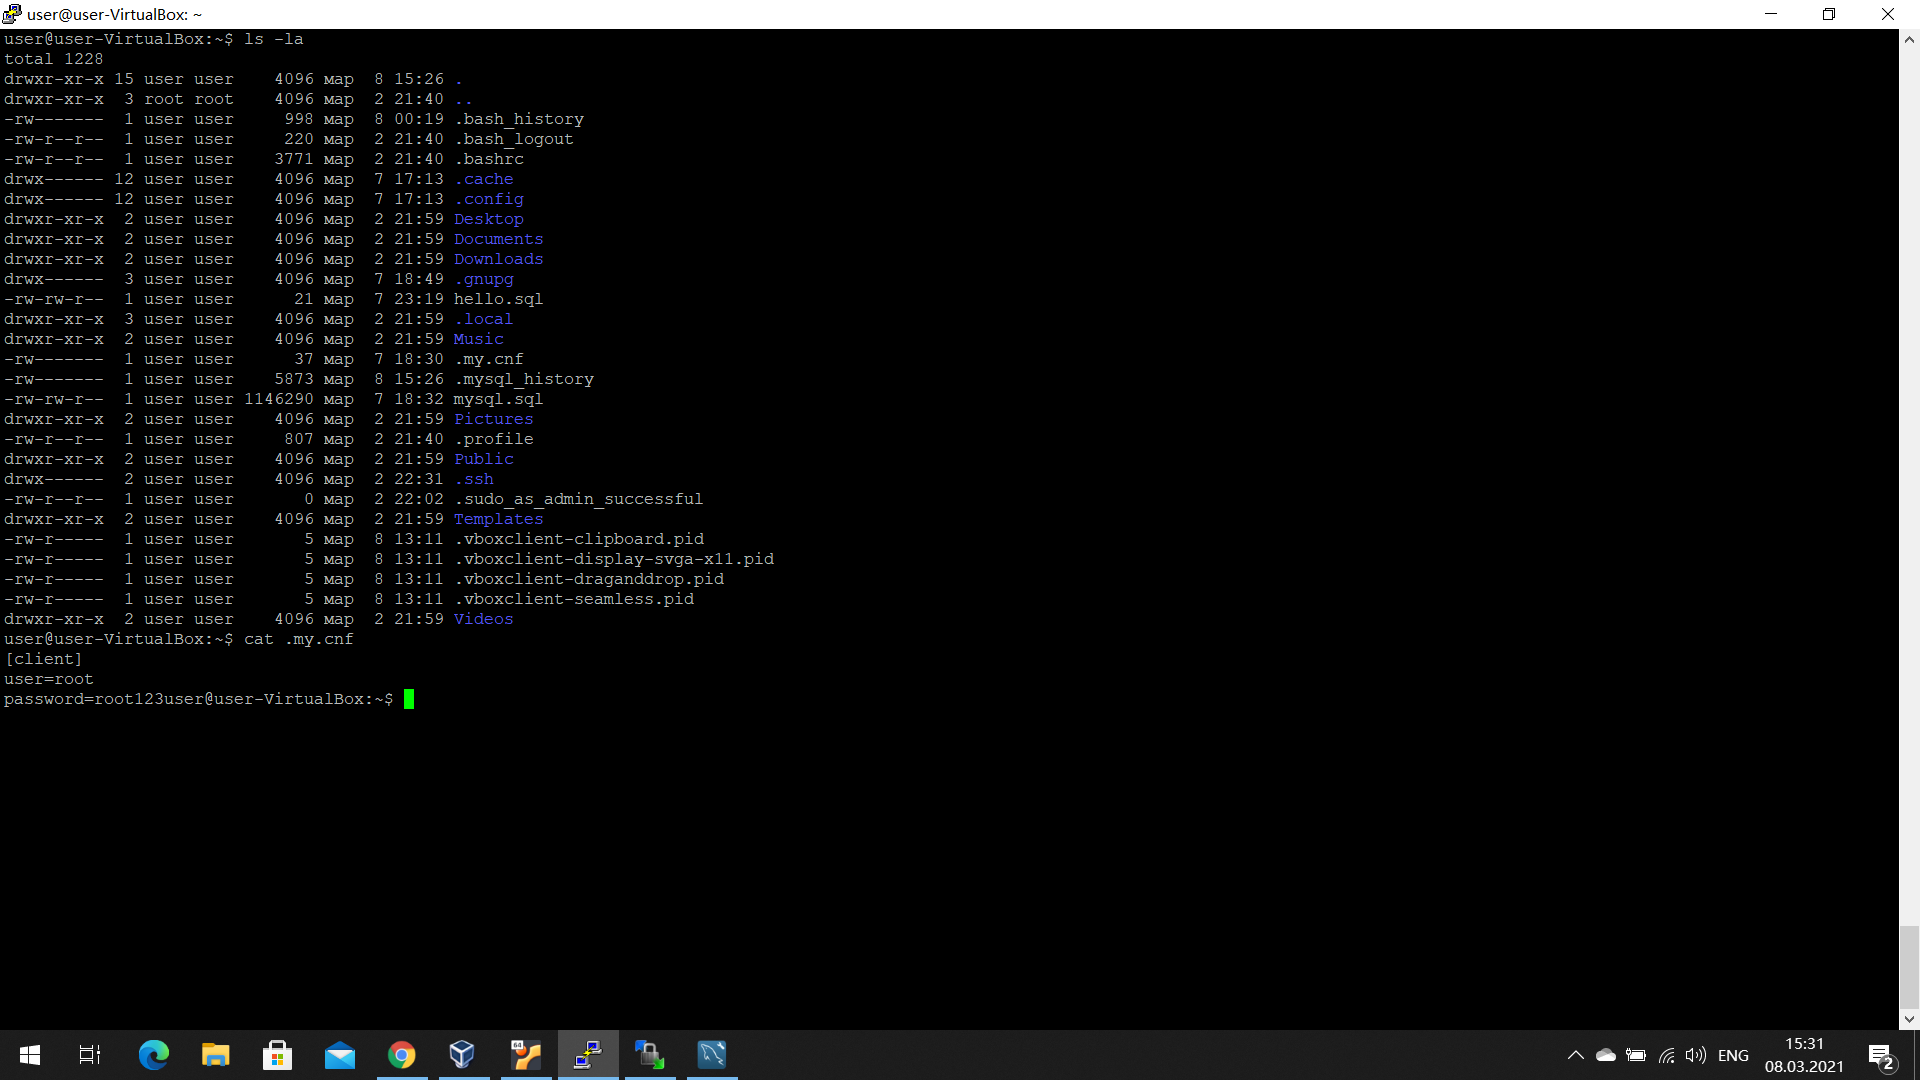 user@user-VirtualBox: ~
user@user-VirtualBox:~$ ls -la
total 1228
drwxr-xr-x 15 user user    4096 мар  8 15:26 .
drwxr-xr-x  3 root root    4096 мар  2 21:40 ..
-rw-------  1 user user     998 мар  8 00:19 .bash_history
-rw-r--r--  1 user user     220 мар  2 21:40 .bash_logout
-rw-r--r--  1 user user    3771 мар  2 21:40 .bashrc
drwx------ 12 user user    4096 мар  7 17:13 .cache
drwx------ 12 user user    4096 мар  7 17:13 .config
drwxr-xr-x  2 user user    4096 мар  2 21:59 Desktop
drwxr-xr-x  2 user user    4096 мар  2 21:59 Documents
drwxr-xr-x  2 user user    4096 мар  2 21:59 Downloads
drwx------  3 user user    4096 мар  7 18:49 .gnupg
-rw-rw-r--  1 user user      21 мар  7 23:19 hello.sql
drwxr-xr-x  3 user user    4096 мар  2 21:59 .local
drwxr-xr-x  2 user user    4096 мар  2 21:59 Music
-rw-------  1 user user      37 мар  7 18:30 .my.cnf
-rw-------  1 user user    5873 мар  8 15:26 .mysql_history
-rw-rw-r--  1 user user 1146290 мар  7 18:32 mysql.sql
drwxr-xr-x  2 user user    4096 мар  2 21:59 Pictures
-rw-r--r--  1 user user     807 мар  2 21:40 .profile
drwxr-xr-x  2 user user    4096 мар  2 21:59 Public
drwx------  2 user user    4096 мар  2 22:31 .ssh
-rw-r--r--  1 user user       0 мар  2 22:02 .sudo_as_admin_successful
drwxr-xr-x  2 user user    4096 мар  2 21:59 Templates
-rw-r-----  1 user user       5 мар  8 13:11 .vboxclient-clipboard.pid
-rw-r-----  1 user user       5 мар  8 13:11 .vboxclient-display-svga-x11.pid
-rw-r-----  1 user user       5 мар  8 13:11 .vboxclient-draganddrop.pid
-rw-r-----  1 user user       5 мар  8 13:11 .vboxclient-seamless.pid
drwxr-xr-x  2 user user    4096 мар  2 21:59 Videos
user@user-VirtualBox:~$ cat .my.cnf
[client]
user=root
password=root123user@user-VirtualBox:~$
64
ENG
15:31
08.03.2021
2